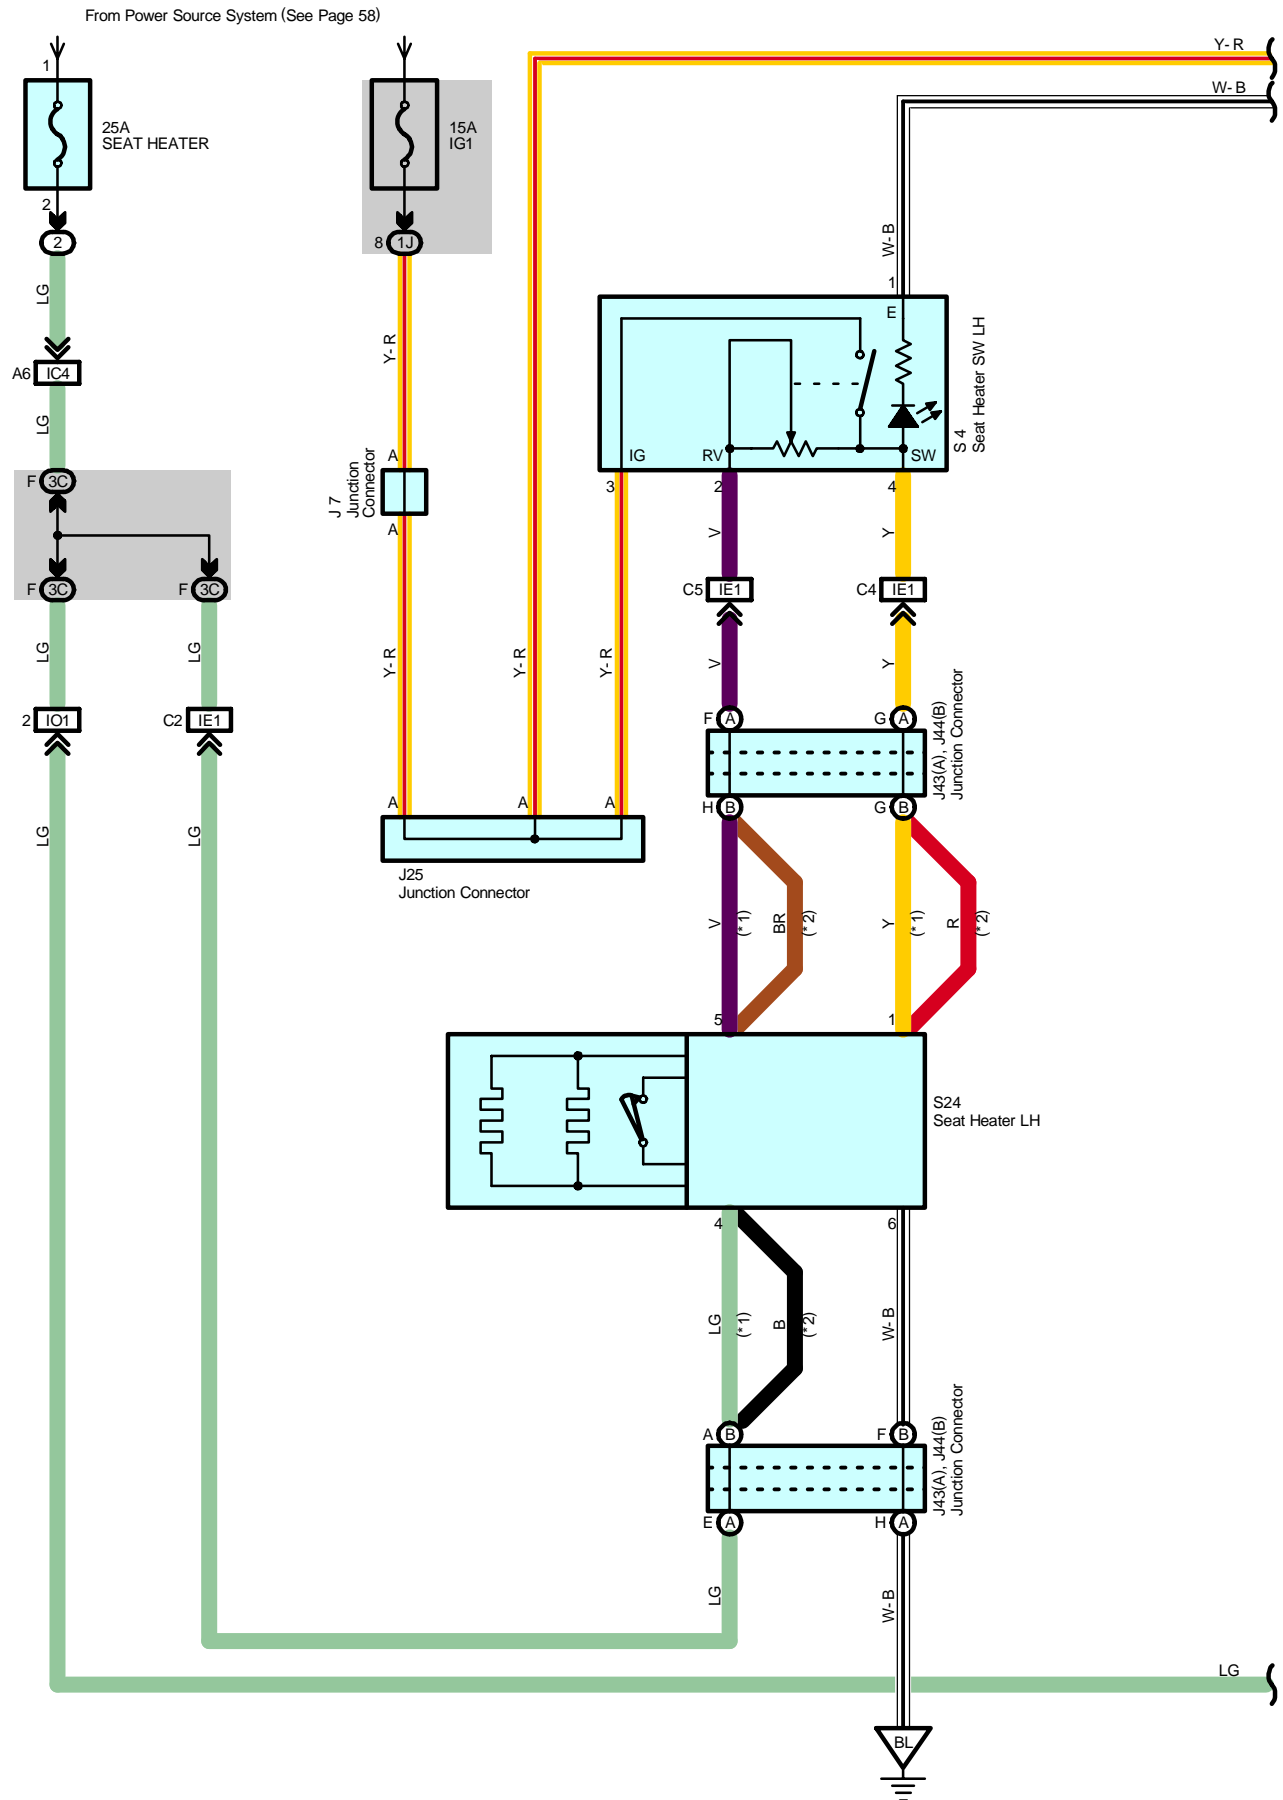 From Power Source System (See Page 58)
Y- R
W- B
1
25A
SEAT HEATER
15A
IG1
2
2
8
1J
W- B
LG
1
E
Y- R
Seat Heater SW LH
S 4
A6
IC4
LG
IG
RV
SW
A
F
3C
3
2
4
J 7
Junction
Connector
A
V
Y
F
3C
F
3C
C5
IE1
C4
IE1
LG
LG
Y- R
Y- R
Y- R
V
Y
2
IO1
C2
IE1
F
A
G
A
J43(A), J44(B)
Junction Connector
LG
LG
A
A
A
H
B
G
B
J25
Junction Connector
V
(*1)
BR
(*2)
Y
(*1)
R
(*2)
5
1
S24
Seat Heater LH
4
6
LG
(*1)
B
(*2)
W- B
A
B
F
B
J43(A), J44(B)
Junction Connector
E
A
H
A
LG
W- B
LG
BL